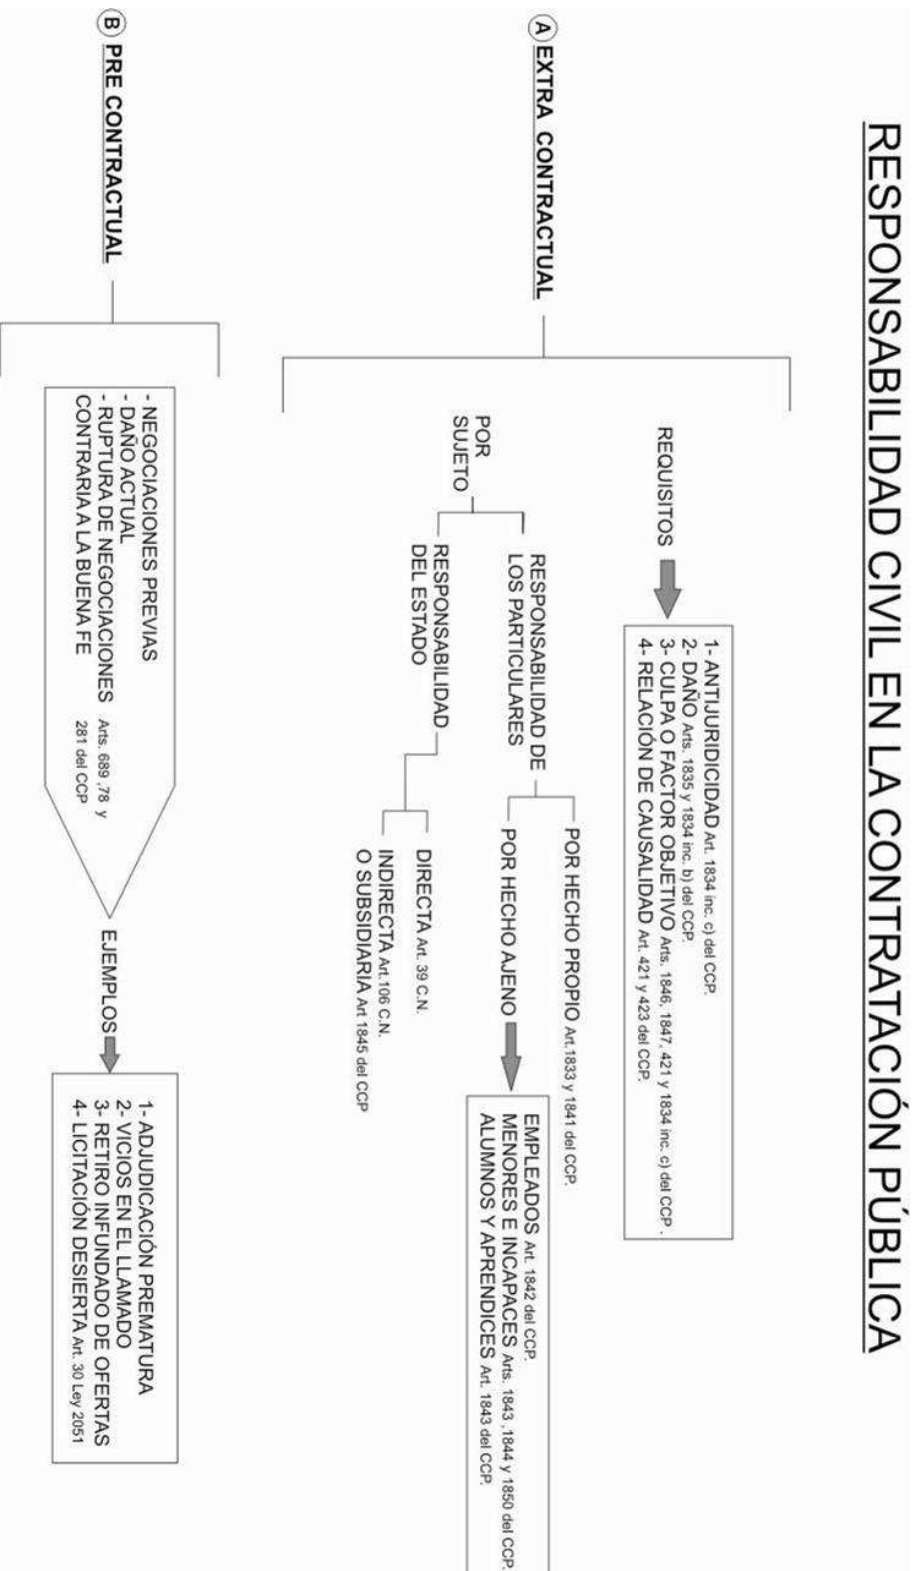 RESPONSABILIDAD CIVIL EN LA CONTRATACIÓN PÚBLICA
A EXTRA CONTRACTUAL
REQUISITOS
1- ANTIJURIDICIDAD Art. 1834 inc. c) del CCP.
2- DAÑO Arts. 1835 y 1834 inc. b) del CCP.
3- CULPA O FACTOR OBJETIVO Arts. 1846, 1847, 421 y 1834 inc. c) del CCP .
4- RELACIÓN DE CAUSALIDAD Art. 421 y 423 del CCP.
POR
SUJETO
RESPONSABILIDAD DE
LOS PARTICULARES
POR HECHO PROPIO Art.1833 y 1841 del CCP.
POR HECHO AJENO
EMPLEADOS Art. 1842 del CCP.
MENORES E INCAPACES Arts. 1843 ,1844 y 1850 del CCP.
ALUMNOS Y APRENDICES Art. 1843 del CCP.
RESPONSABILIDAD
DEL ESTADO
DIRECTA Art. 39 C.N.
INDIRECTA Art.106 C.N.
O SUBSIDIARIA Art 1845 del CCP
B PRE CONTRACTUAL
- NEGOCIACIONES PREVIAS
- DAÑO ACTUAL
- RUPTURA DE NEGOCIACIONES Arts. 689 ,78 y
CONTRARIA A LA BUENA FE 281 del CCP
EJEMPLOS
1- ADJUDICACIÓN PREMATURA
2- VICIOS EN EL LLAMADO
3- RETIRO INFUNDADO DE OFERTAS
4- LICITACIÓN DESIERTA Art. 30 Ley 2051